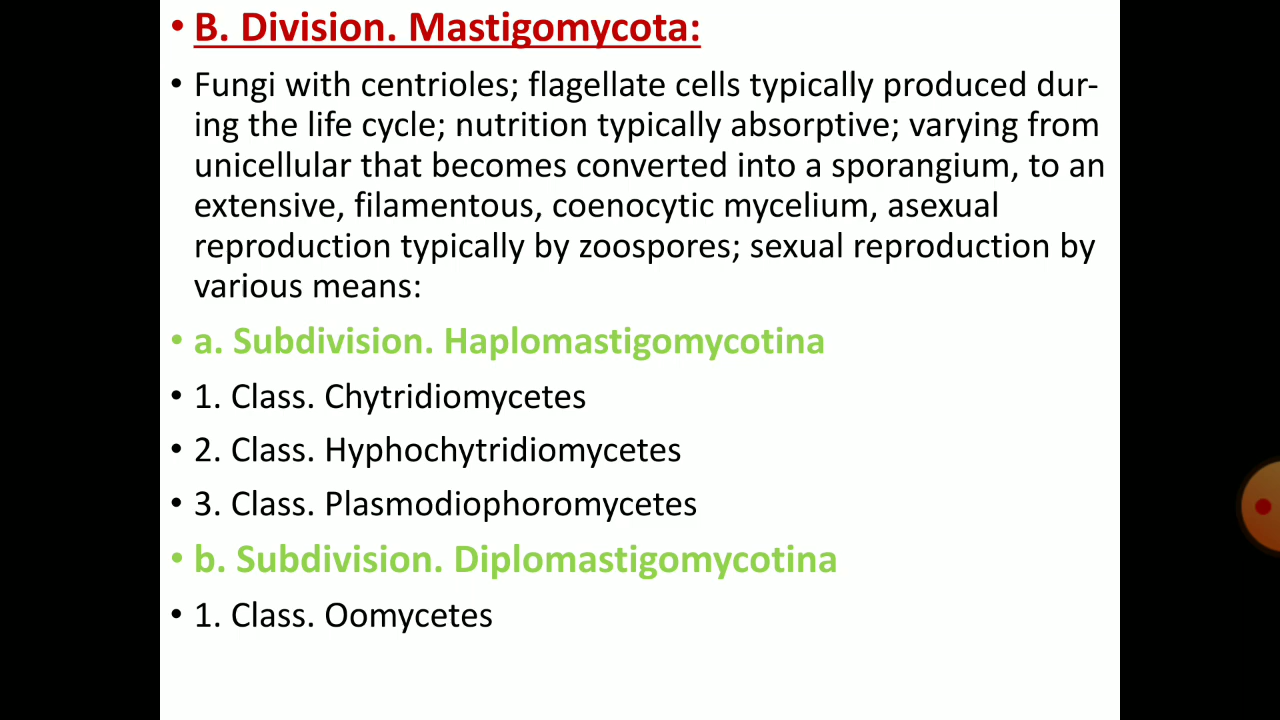 • B. Division. Mastigomycota:
• Fungi with centrioles; flagellate cells typically produced dur-
ing the life cycle; nutrition typically absorptive; varying from
unicellular that becomes converted into a sporangium, to an
extensive, filamentous, coenocytic mycelium, asexual
reproduction typically by zoospores; sexual reproduction by
various means:
• a. Subdivision. Haplomastigomycotina
• 1. Class. Chytridiomycetes
• 2. Class. Hyphochytridiomycetes
• 3. Class. Plasmodiophoromycetes
• b. Subdivision. Diplomastigomycotina
• 1. Class. Oomycetes